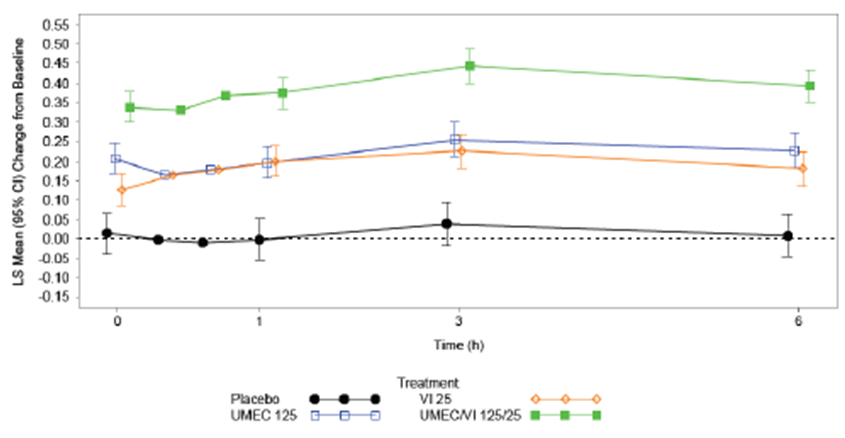 LS Mean (95% CI) Change from Baseline
0.55
0.50
0.45
0.40
0.35
0.30
0.25
0.20
0.15
0.10
0.05
0.00
-0.05
-0.10
-0.15
0 1 3 6
Time (h)
Treatment
Placebo VI 25
UMEC 125 UMEC/VI 125/25